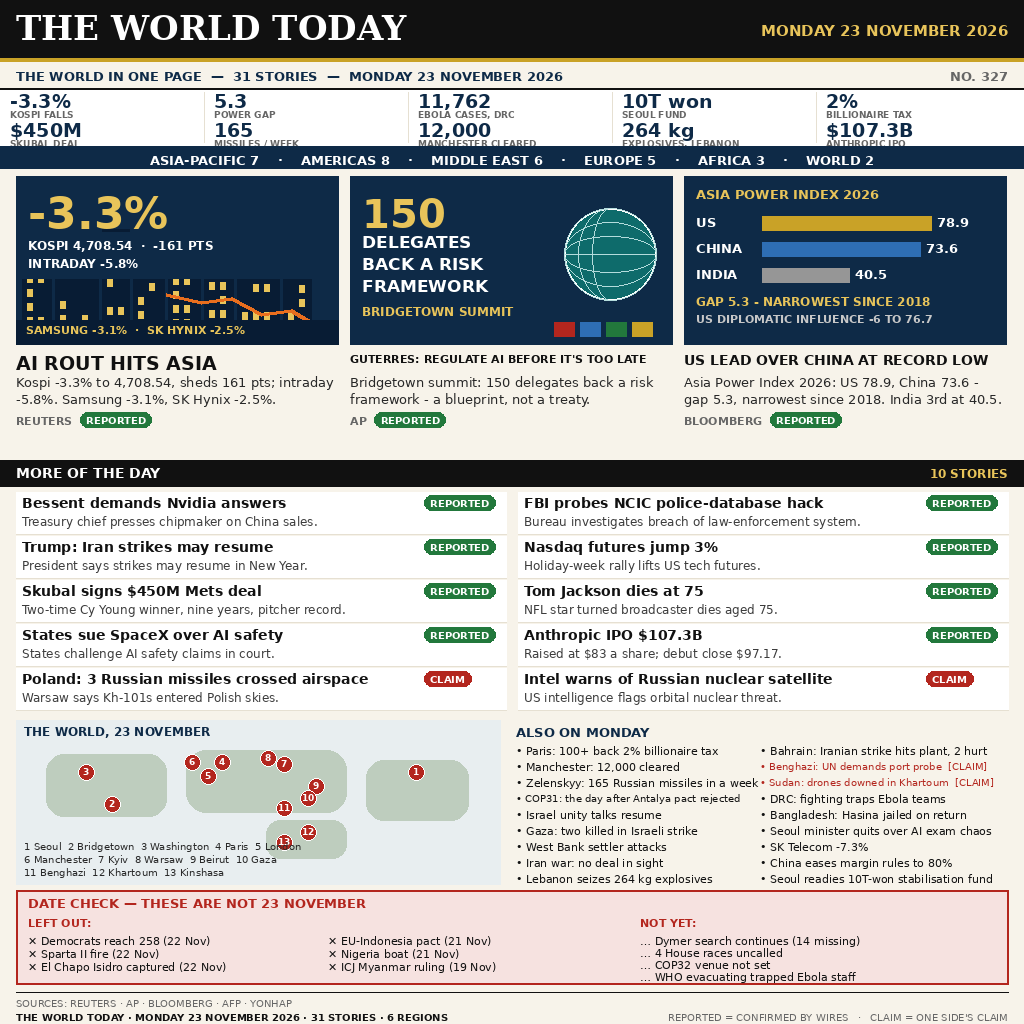 THE WORLD TODAY
MONDAY 23 NOVEMBER 2026
THE WORLD IN ONE PAGE — 31 STORIES — MONDAY 23 NOVEMBER 2026
NO. 327
-3.3%
KOSPI FALLS
5.3
POWER GAP
11,762
EBOLA CASES, DRC
10T won
SEOUL FUND
2%
BILLIONAIRE TAX
$450M
SKUBAL DEAL
165
MISSILES / WEEK
12,000
MANCHESTER CLEARED
264 kg
EXPLOSIVES, LEBANON
$107.3B
ANTHROPIC IPO
ASIA-PACIFIC 7 · AMERICAS 8 · MIDDLE EAST 6 · EUROPE 5 · AFRICA 3 · WORLD 2
-3.3%
KOSPI 4,708.54 · -161 PTS
INTRADAY -5.8%
SAMSUNG -3.1% · SK HYNIX -2.5%
AI ROUT HITS ASIA
Kospi -3.3% to 4,708.54, sheds 161 pts; intraday
-5.8%. Samsung -3.1%, SK Hynix -2.5%.
REUTERS REPORTED
150
DELEGATES
BACK A RISK
FRAMEWORK
BRIDGETOWN SUMMIT
GUTERRES: REGULATE AI BEFORE IT'S TOO LATE
Bridgetown summit: 150 delegates back a risk
framework - a blueprint, not a treaty.
AP REPORTED
ASIA POWER INDEX 2026
US 78.9
CHINA 73.6
INDIA 40.5
GAP 5.3 - NARROWEST SINCE 2018
US DIPLOMATIC INFLUENCE -6 TO 76.7
US LEAD OVER CHINA AT RECORD LOW
Asia Power Index 2026: US 78.9, China 73.6 -
gap 5.3, narrowest since 2018. India 3rd at 40.5.
BLOOMBERG REPORTED
MORE OF THE DAY
10 STORIES
Bessent demands Nvidia answers REPORTED
Treasury chief presses chipmaker on China sales.
FBI probes NCIC police-database hack REPORTED
Bureau investigates breach of law-enforcement system.
Trump: Iran strikes may resume REPORTED
President says strikes may resume in New Year.
Nasdaq futures jump 3% REPORTED
Holiday-week rally lifts US tech futures.
Skubal signs $450M Mets deal REPORTED
Two-time Cy Young winner, nine years, pitcher record.
Tom Jackson dies at 75 REPORTED
NFL star turned broadcaster dies aged 75.
States sue SpaceX over AI safety REPORTED
States challenge AI safety claims in court.
Anthropic IPO $107.3B REPORTED
Raised at $83 a share; debut close $97.17.
Poland: 3 Russian missiles crossed airspace CLAIM
Warsaw says Kh-101s entered Polish skies.
Intel warns of Russian nuclear satellite CLAIM
US intelligence flags orbital nuclear threat.
THE WORLD, 23 NOVEMBER
3
2
6
4
5
8
7
9
10
11
12
13
1
1 Seoul 2 Bridgetown 3 Washington 4 Paris 5 London
6 Manchester 7 Kyiv 8 Warsaw 9 Beirut 10 Gaza
11 Benghazi 12 Khartoum 13 Kinshasa
ALSO ON MONDAY
• Paris: 100+ back 2% billionaire tax
• Manchester: 12,000 cleared
• Zelenskyy: 165 Russian missiles in a week
• COP31: the day after Antalya pact rejected
• Israel unity talks resume
• Gaza: two killed in Israeli strike
• West Bank settler attacks
• Iran war: no deal in sight
• Lebanon seizes 264 kg explosives
• Bahrain: Iranian strike hits plant, 2 hurt
• Benghazi: UN demands port probe [CLAIM]
• Sudan: drones downed in Khartoum [CLAIM]
• DRC: fighting traps Ebola teams
• Bangladesh: Hasina jailed on return
• Seoul minister quits over AI exam chaos
• SK Telecom -7.3%
• China eases margin rules to 80%
• Seoul readies 10T-won stabilisation fund
DATE CHECK — THESE ARE NOT 23 NOVEMBER
LEFT OUT:
✕ Democrats reach 258 (22 Nov)
✕ Sparta II fire (22 Nov)
✕ El Chapo Isidro captured (22 Nov)
✕ EU-Indonesia pact (21 Nov)
✕ Nigeria boat (21 Nov)
✕ ICJ Myanmar ruling (19 Nov)
NOT YET:
… Dymer search continues (14 missing)
… 4 House races uncalled
… COP32 venue not set
… WHO evacuating trapped Ebola staff
SOURCES: REUTERS · AP · BLOOMBERG · AFP · YONHAP
THE WORLD TODAY · MONDAY 23 NOVEMBER 2026 · 31 STORIES · 6 REGIONS
REPORTED = CONFIRMED BY WIRES · CLAIM = ONE SIDE'S CLAIM